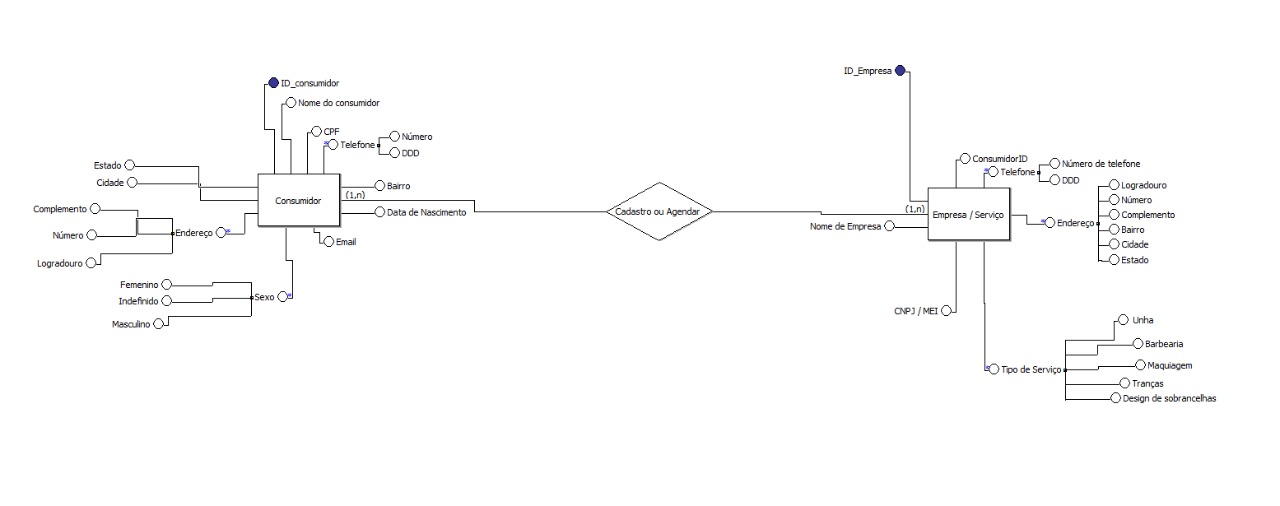 ID_consumidor
Nome do consumidor
CPF
Telefone
Número
DDD
Estado
Cidade
Complemento
Número
Logradouro
Endereço
Consumidor
Bairro
(1,n)
Data de Nascimento
Email
Femenino
Indefinido
Masculino
Sexo
Cadastro ou Agendar
ID_Empresa
ConsumidorID
Telefone
Número de telefone
DDD
(1,n)
Empresa / Serviço
Nome de Empresa
Endereço
Logradouro
Número
Complemento
Bairro
Cidade
Estado
CNPJ / MEI
Tipo de Serviço
Unha
Barbearia
Maquiagem
Tranças
Design de sobrancelhas